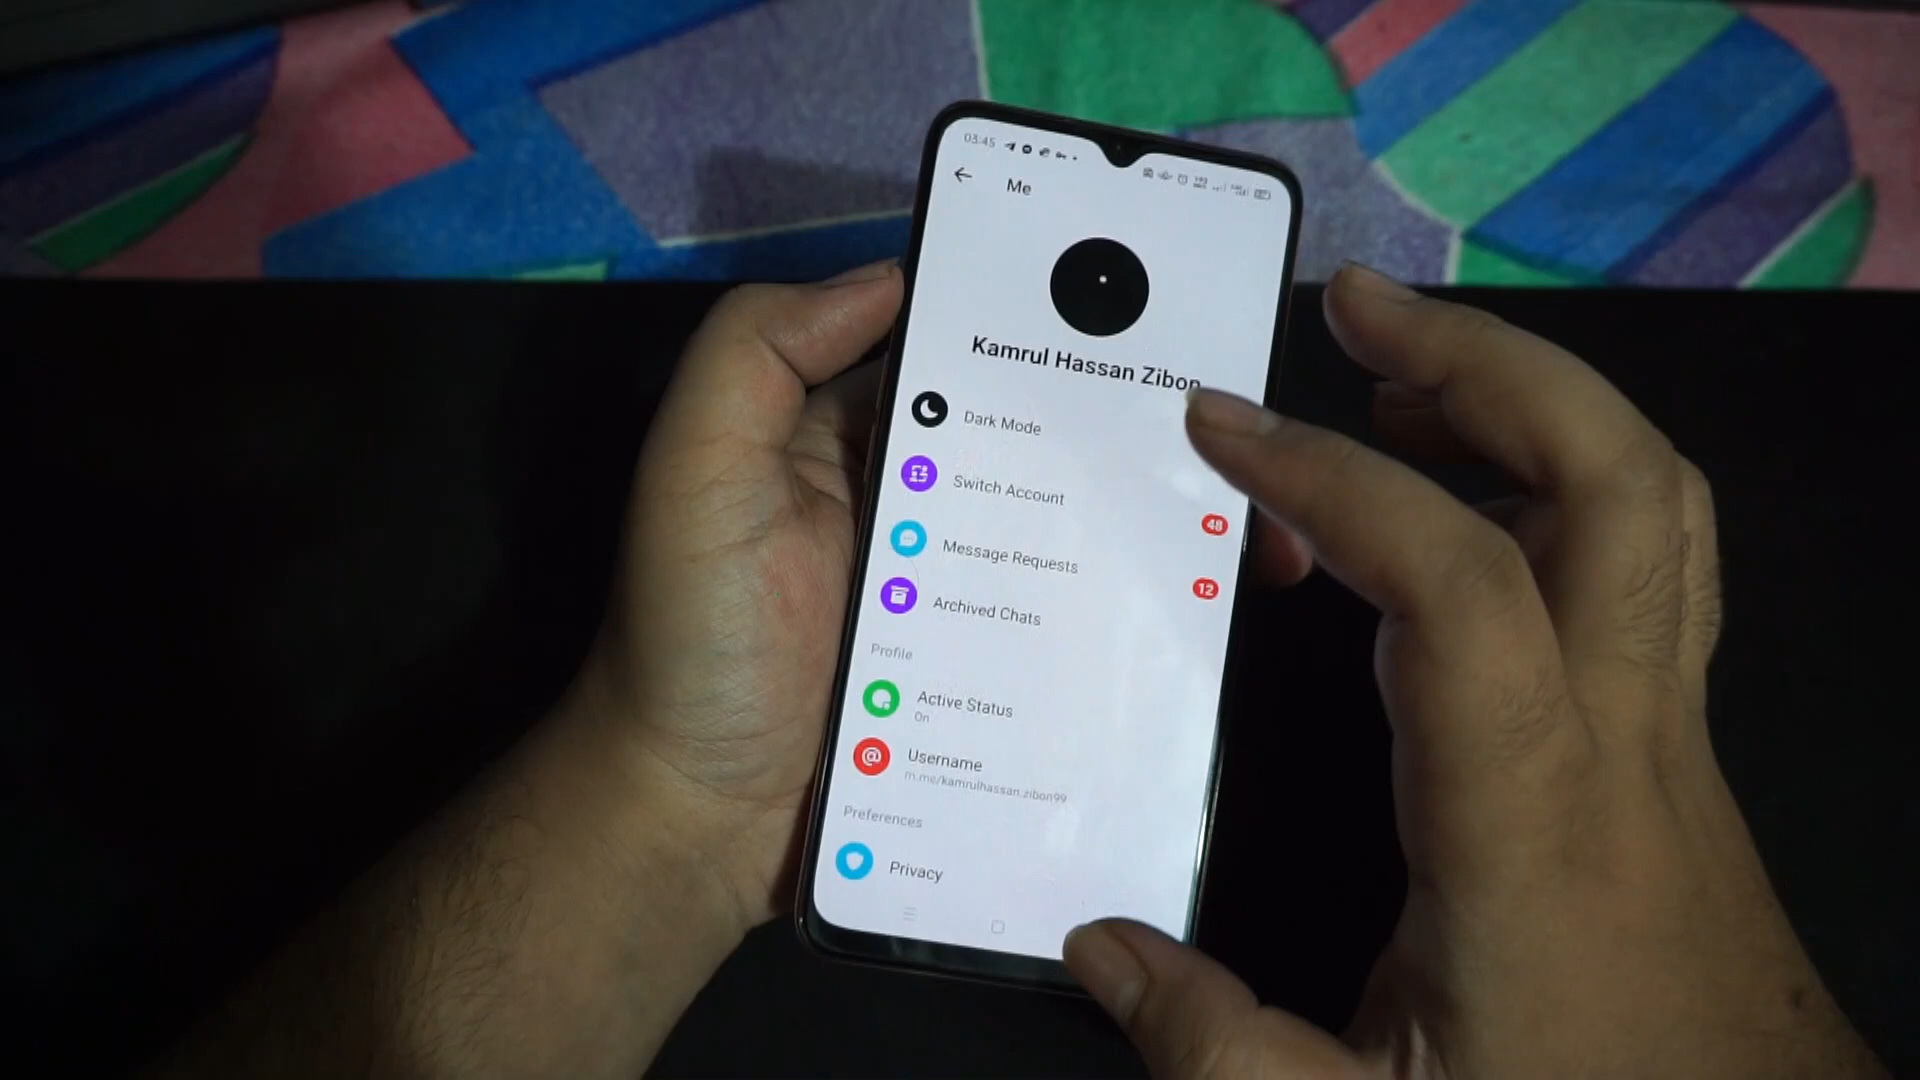 03:45
Me
Kamrul Hassan Zibon
Dark Mode
Switch Account
48
Message Requests
12
Archived Chats
Profile
Active Status
On
Username
m.me/kamrulhassan.zibon99
Preferences
Privacy